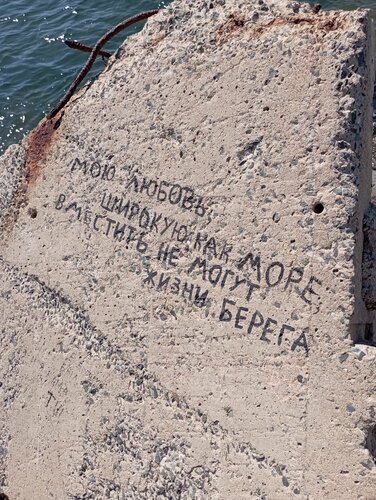 МОЮ ЛЮБОВЬ,
ШИРОКУЮ, КАК МОРЕ
ВМЕСТИТЬ НЕ МОГУТ
ЖИЗНИ БЕРЕГА